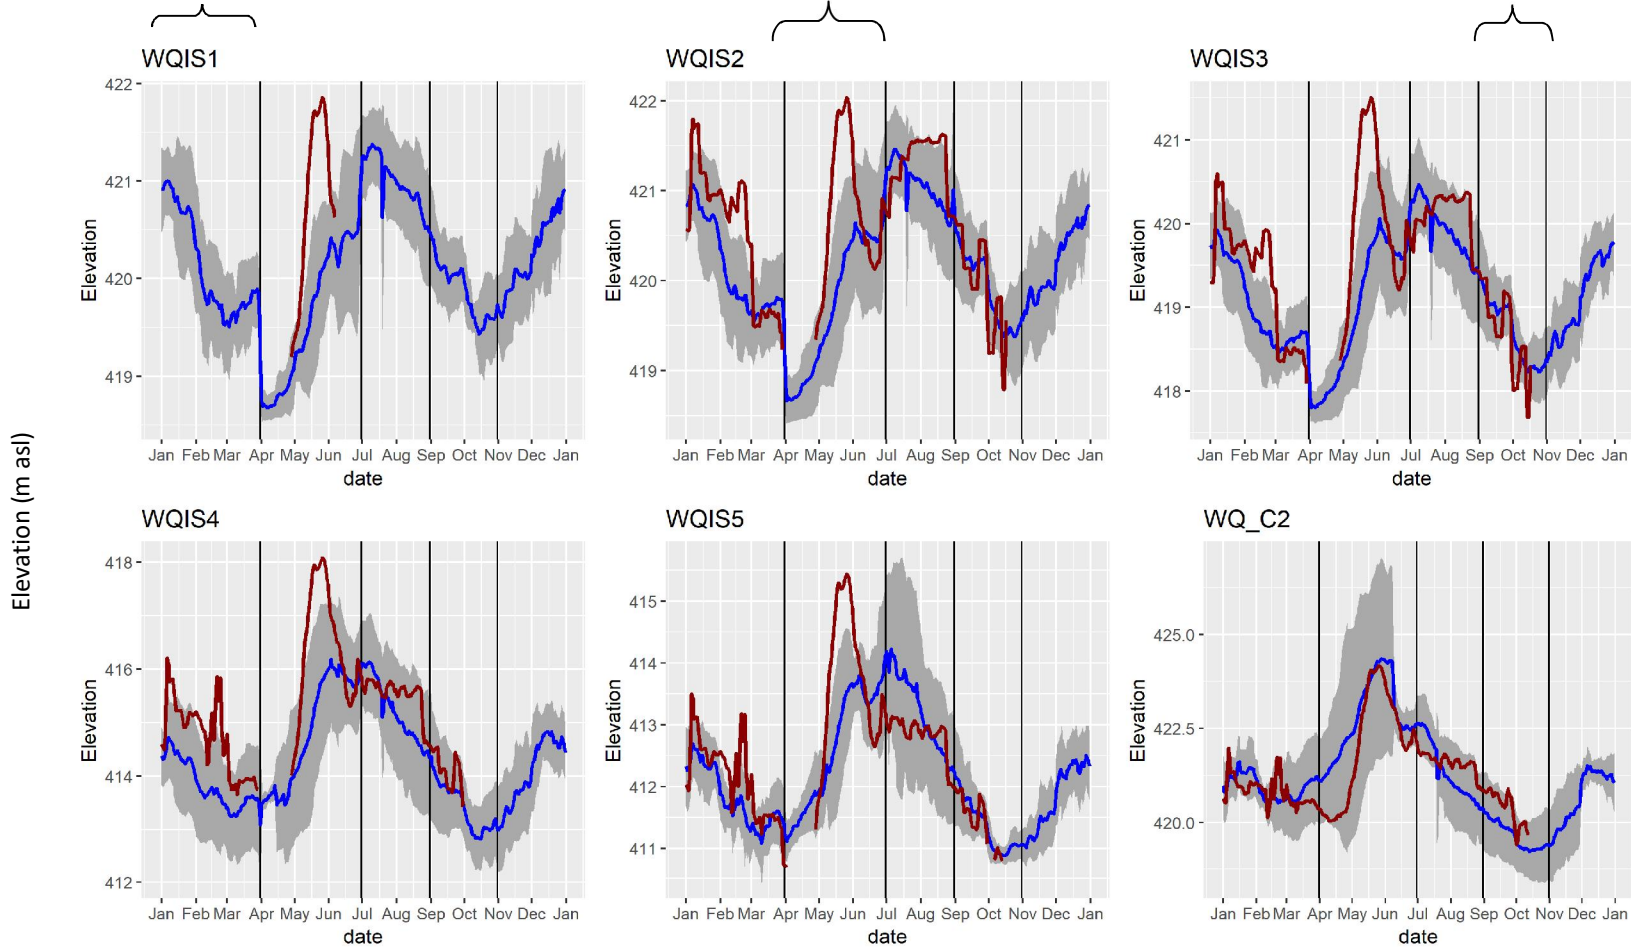 WQIS1
WQIS2
WQIS3
422
421
420
419
Elevation
Jan Feb Mar Apr May Jun Jul Aug Sep Oct Nov Dec Jan
date
422
421
420
419
Elevation
Jan Feb Mar Apr May Jun Jul Aug Sep Oct Nov Dec Jan
date
421
420
419
418
Elevation
Jan Feb Mar Apr May Jun Jul Aug Sep Oct Nov Dec Jan
date
Elevation (m asl)
WQIS4
WQIS5
WQ_C2
418
416
414
412
Elevation
Jan Feb Mar Apr May Jun Jul Aug Sep Oct Nov Dec Jan
date
415
414
413
412
411
Elevation
Jan Feb Mar Apr May Jun Jul Aug Sep Oct Nov Dec Jan
date
425.0
422.5
420.0
Elevation
Jan Feb Mar Apr May Jun Jul Aug Sep Oct Nov Dec Jan
date